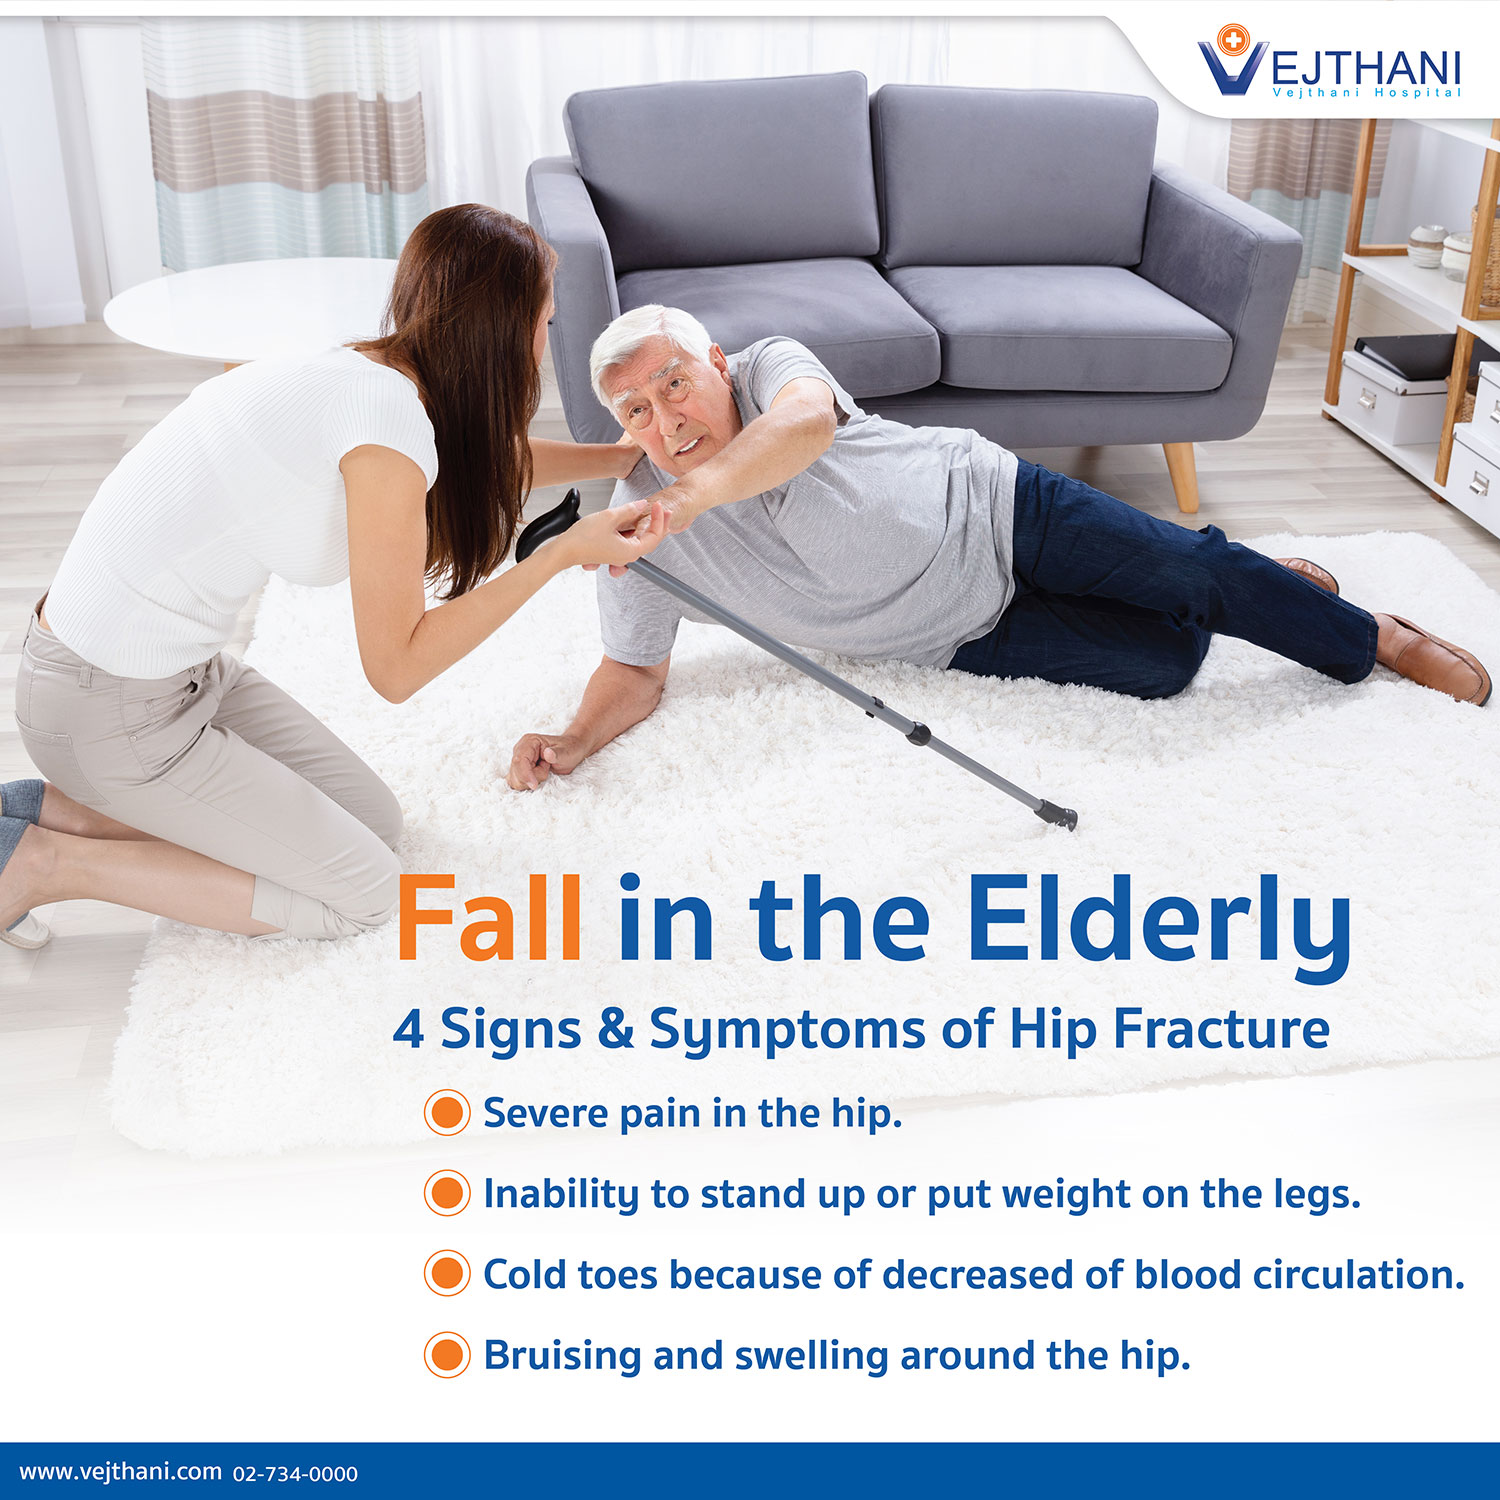 VEJTHANI
Vejthani Hospital
Fall in the Elderly
4 Signs & Symptoms of Hip Fracture
Severe pain in the hip.
Inability to stand up or put weight on the legs.
Cold toes because of decreased of blood circulation.
Bruising and swelling around the hip.
www.vejthani.com 02-734-0000